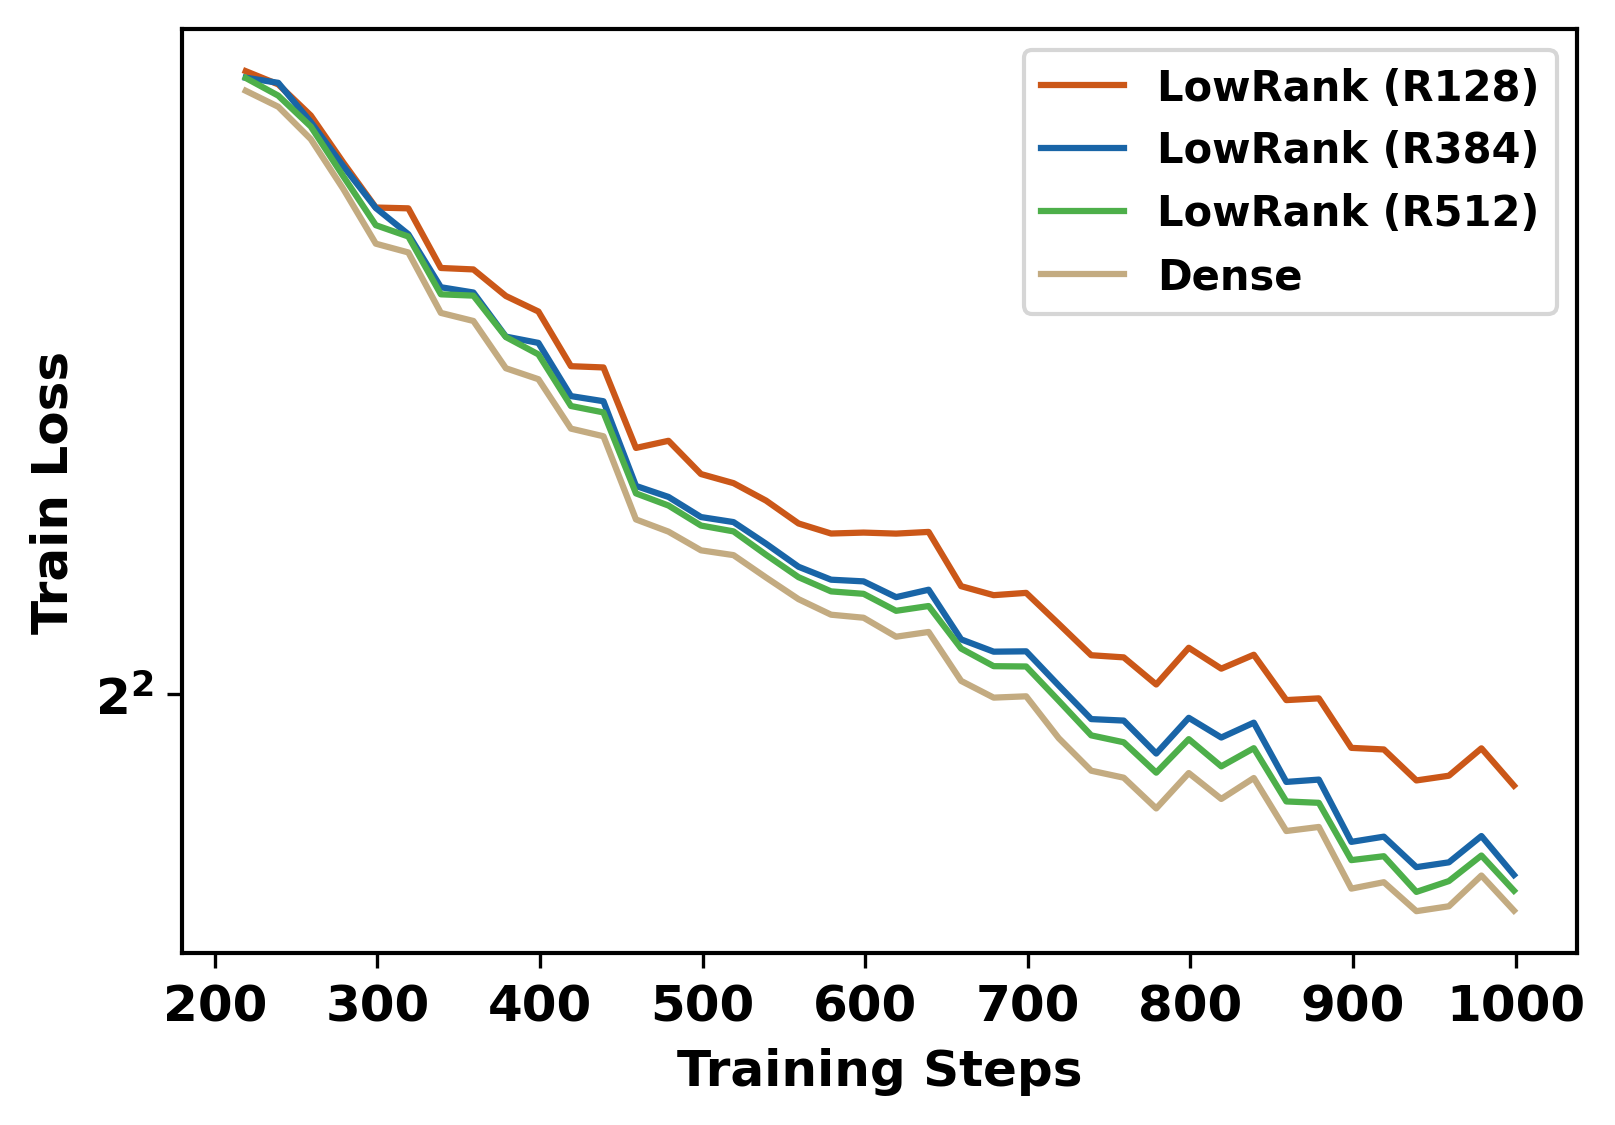 LowRank (R128)
LowRank (R384)
LowRank (R512)
Dense
Train Loss
2²
200 300 400 500 600 700 800 900 1000
Training Steps